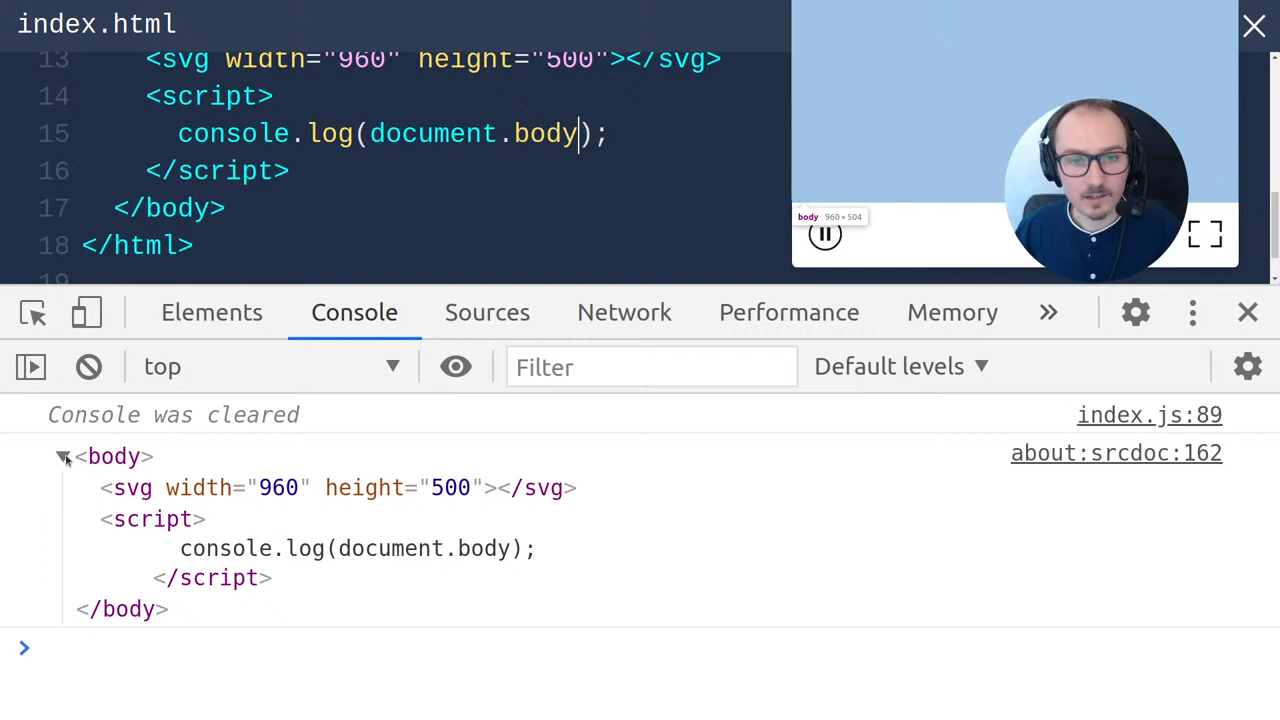 index.html
13 <svg width="960" height="500"></svg>
14 <script>
15 console.log(document.body);
16 </script>
17 </body>
18 </html>
19
body 960 × 504
Elements Console Sources Network Performance Memory
top Filter Default levels ▼
Console was cleared index.js:89
▼<body> about:srcdoc:162
<svg width="960" height="500"></svg>
<script>
console.log(document.body);
</script>
</body>